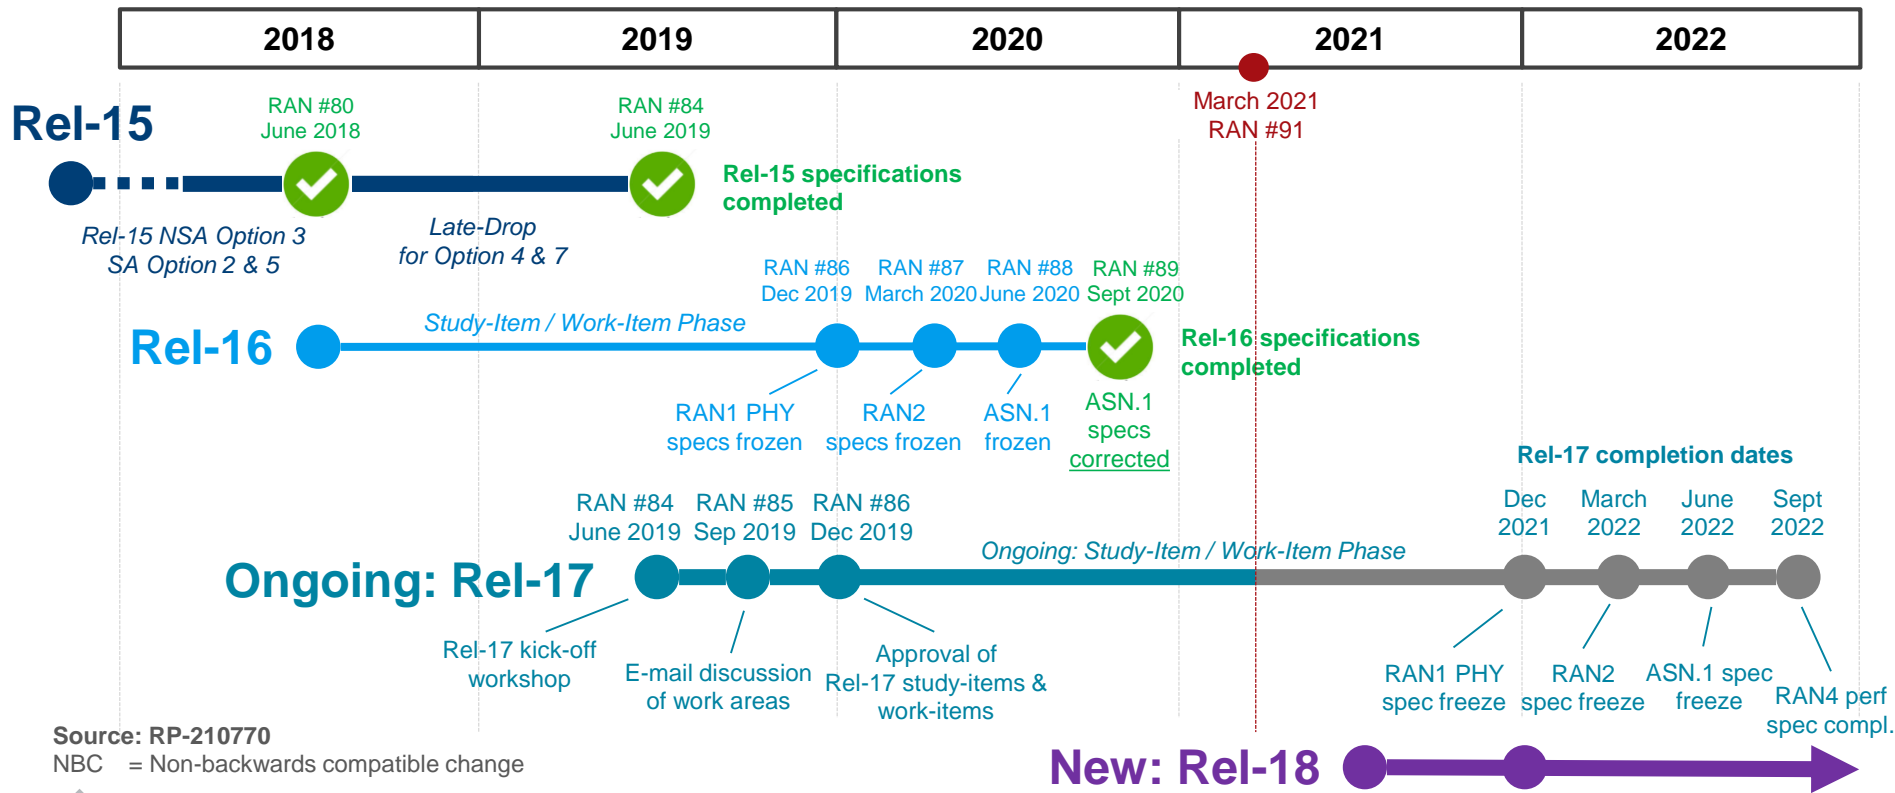 2018 2019 2020 2021 2022
Rel-15
RAN #80
June 2018
RAN #84
June 2019
March 2021
RAN #91
Rel-15 specifications
completed
Rel-15 NSA Option 3
SA Option 2 & 5
Late-Drop
for Option 4 & 7
Rel-16
Study-Item / Work-Item Phase
RAN #86
Dec 2019
RAN #87
March 2020
RAN #88
June 2020
RAN #89
Sept 2020
Rel-16 specifications
completed
RAN1 PHY
specs frozen
RAN2
specs frozen
ASN.1
frozen
ASN.1
specs
corrected
Rel-17 completion dates
Ongoing: Rel-17
RAN #84
June 2019
RAN #85
Sep 2019
RAN #86
Dec 2019
Ongoing: Study-Item / Work-Item Phase
Dec
2021
March
2022
June
2022
Sept
2022
Rel-17 kick-off
workshop
E-mail discussion
of work areas
Approval of
Rel-17 study-items &
work-items
RAN1 PHY
spec freeze
RAN2
spec freeze
ASN.1 spec
freeze
RAN4 perf
spec compl.
Source: RP-210770
NBC = Non-backwards compatible change
New: Rel-18